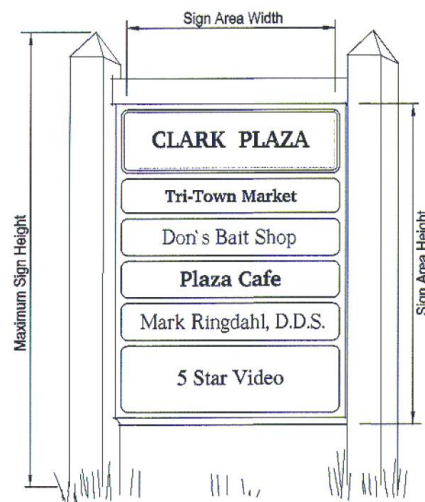 Sign Area Width
Maximum Sign Height
CLARK PLAZA
Tri-Town Market
Don's Bait Shop
Plaza Cafe
Mark Ringdahl, D.D.S.
5 Star Video
Sign Area Height